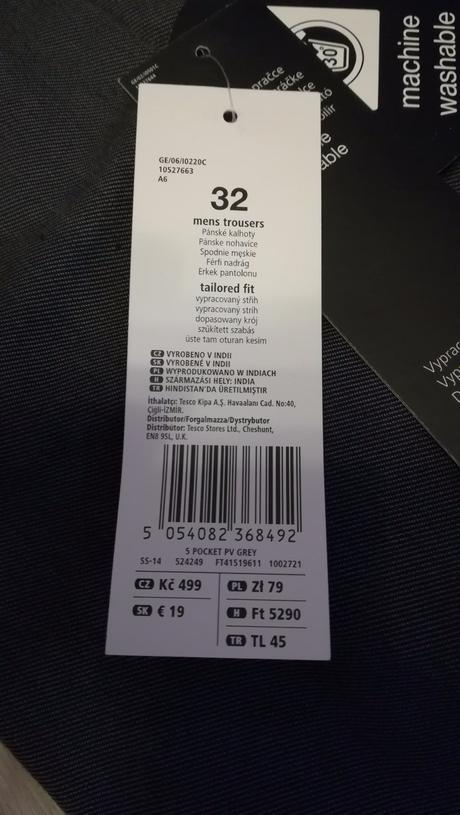 machine
washable
30°
GE/06/I0220C
10527663
A6
32
mens trousers
Pánské kalhoty
Pánske nohavice
Spodnie męskie
Férfi nadrág
Erkek pantolonu
tailored fit
vypracovaný střih
vypracovaný strih
dopasowany krój
szűkített szabás
üste tam oturan kesim
CZ VYROBENO V INDII
SK VYROBENÉ V INDII
PL WYPRODUKOWANO W INDIACH
H SZÁRMAZÁSI HELY: INDIA
TR HINDISTAN'DA ÜRETILMIŞTIR
İthalatçı: Tesco Kipa A.Ş. Havaalanı Cad. No:40,
Çigli-İZMIR.
Distributor/Forgalmazza/Dystrybutor
Distribütor: Tesco Stores Ltd., Cheshunt,
EN8 9SL, U.K.
5 054082 368492
5 POCKET PV GREY
SS-14 524249 FT41519611 1002721
CZ Kč 499
PL Zł 79
SK € 19
H Ft 5290
TR TL 45